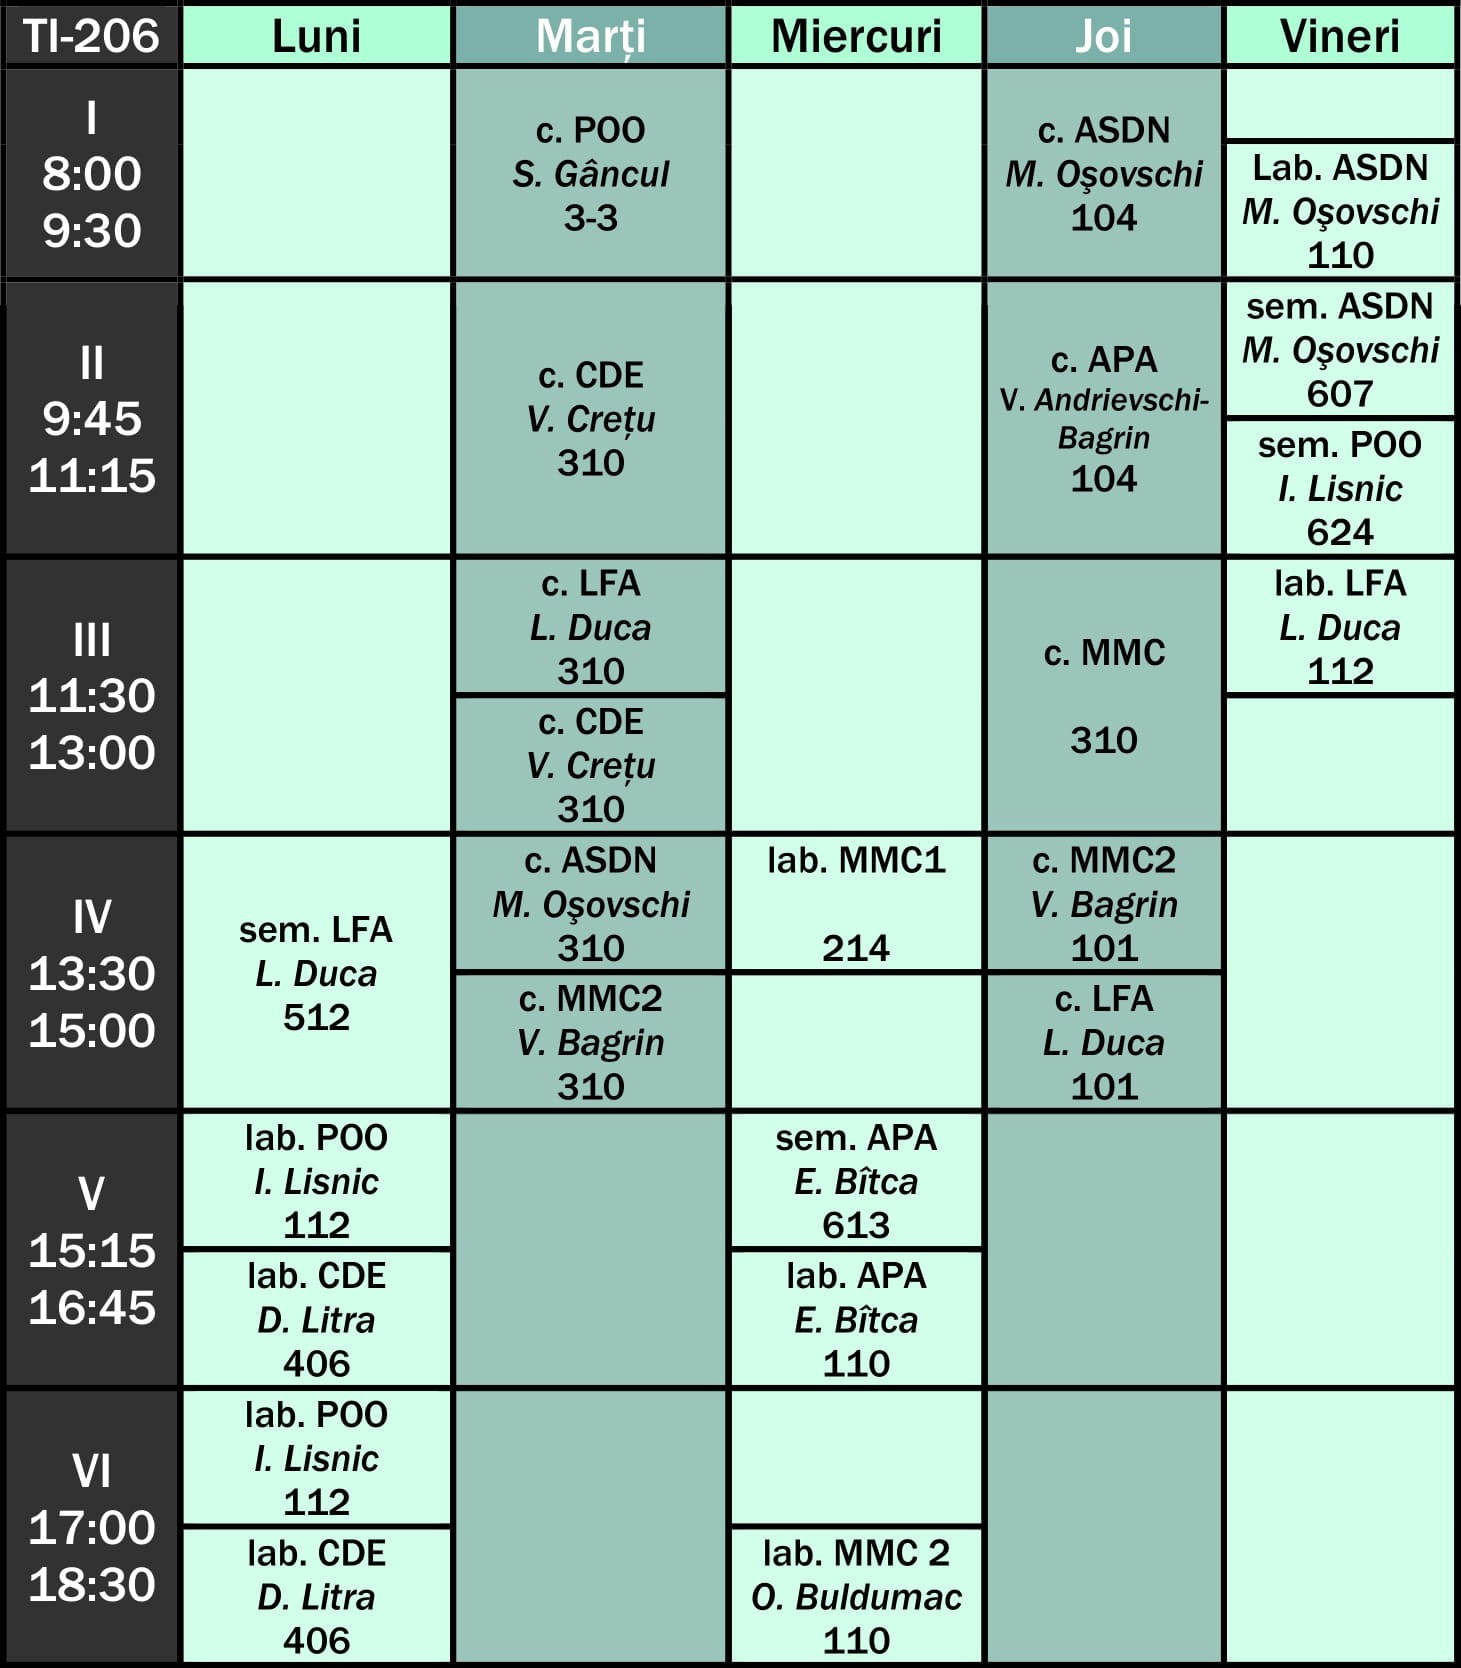 TI-206
Luni
Marți
Miercuri
Joi
Vineri
I
8:00
9:30
c. POO
S. Gâncul
3-3
c. ASDN
M. Oşovschi
104
Lab. ASDN
M. Oşovschi
110
II
9:45
11:15
c. CDE
V. Crețu
310
c. APA
V. Andrievschi-
Bagrin
104
sem. ASDN
M. Oşovschi
607
sem. POO
I. Lisnic
624
III
11:30
13:00
c. LFA
L. Duca
310
c. CDE
V. Crețu
310
c. MMC
310
lab. LFA
L. Duca
112
IV
13:30
15:00
sem. LFA
L. Duca
512
c. ASDN
M. Oşovschi
310
c. MMC2
V. Bagrin
310
lab. MMC1
214
c. MMC2
V. Bagrin
101
c. LFA
L. Duca
101
V
15:15
16:45
lab. POO
I. Lisnic
112
lab. CDE
D. Litra
406
sem. APA
E. Bîtca
613
lab. APA
E. Bîtca
110
VI
17:00
18:30
lab. POO
I. Lisnic
112
lab. CDE
D. Litra
406
lab. MMC 2
O. Buldumac
110